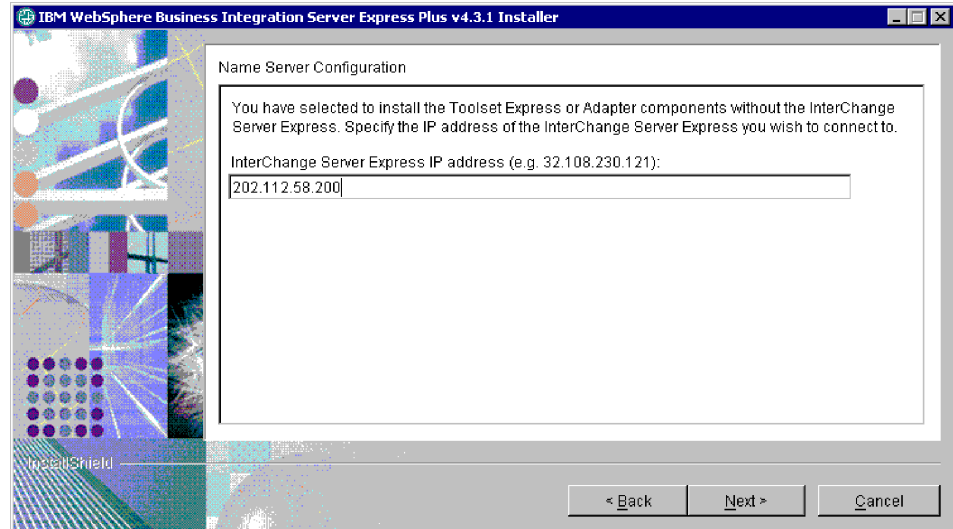 IBM WebSphere Business Integration Server Express Plus v4.3.1 Installer
Name Server Configuration
You have selected to install the Toolset Express or Adapter components without the InterChange
Server Express. Specify the IP address of the InterChange Server Express you wish to connect to.
InterChange Server Express IP address (e.g. 32.108.230.121):
202.112.58.200
InstallShield
< Back
Next >
Cancel